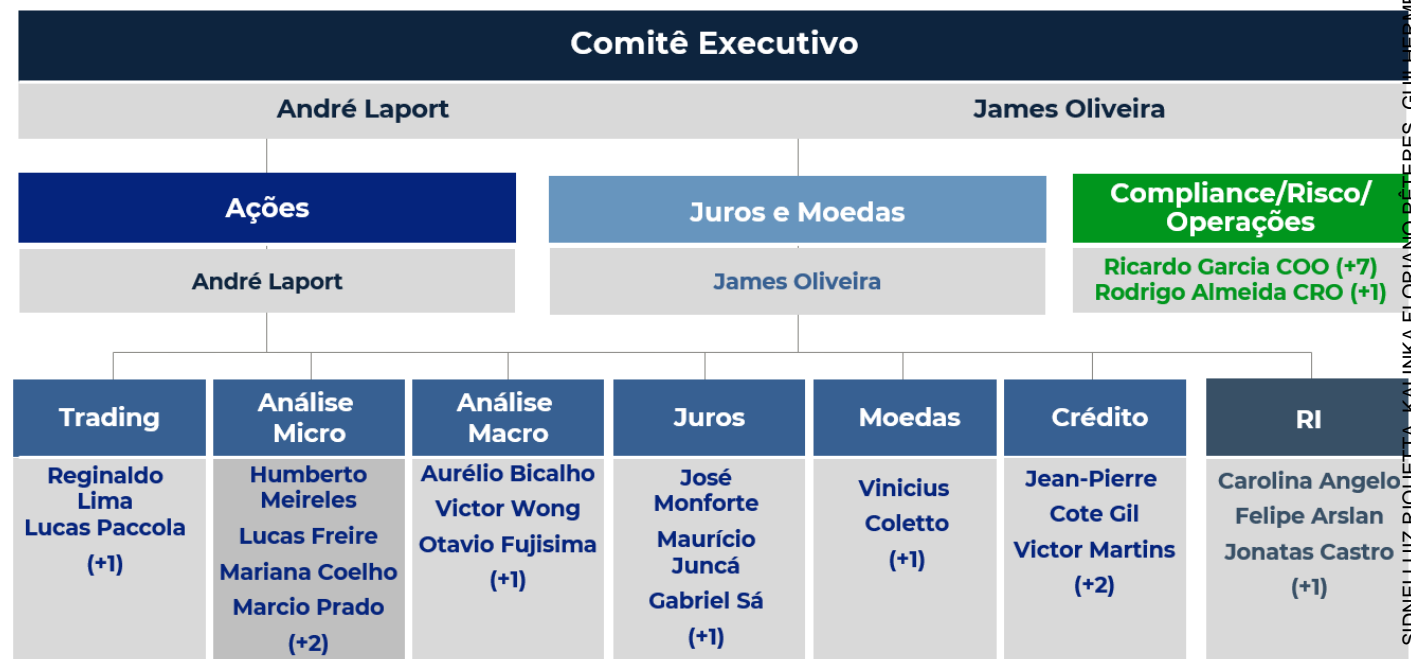 Comitê Executivo
André Laport
James Oliveira
Ações
Juros e Moedas
Compliance/Risco/
Operações
André Laport
James Oliveira
Ricardo Garcia COO (+7)
Rodrigo Almeida CRO (+1)
Trading
Reginaldo
Lima
Lucas Paccola
(+1)
Análise
Micro
Humberto
Meireles
Lucas Freire
Mariana Coelho
Marcio Prado
(+2)
Análise
Macro
Aurélio Bicalho
Victor Wong
Otavio Fujisima
(+1)
Juros
José
Monforte
Maurício
Juncá
Gabriel Sá
(+1)
Moedas
Vinicius
Coletto
(+1)
Crédito
Jean-Pierre
Cote Gil
Victor Martins
(+2)
RI
Carolina Angelo
Felipe Arslan
Jonatas Castro
(+1)